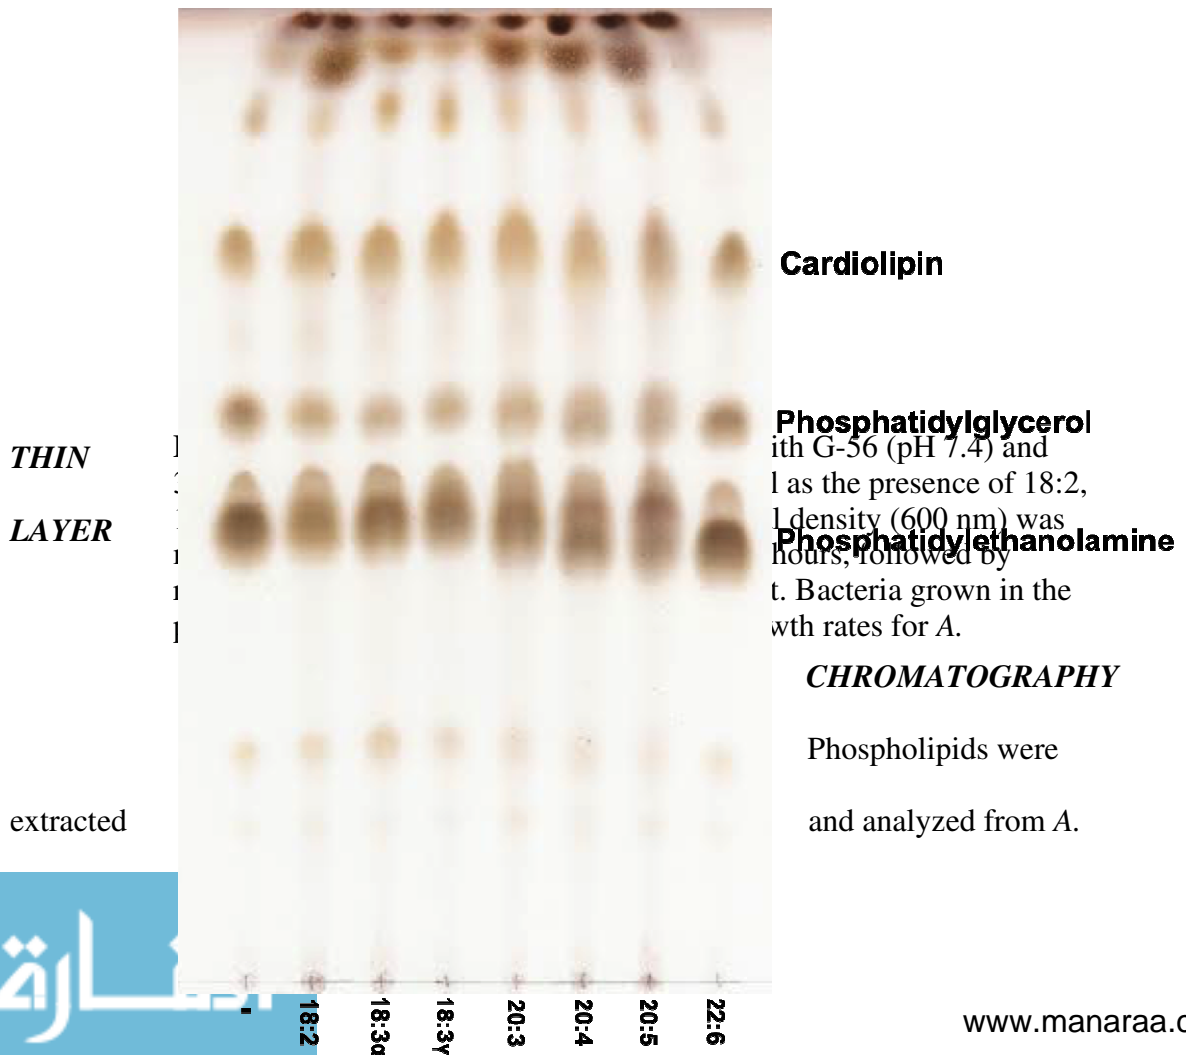 Cardiolipin
Phosphatidylglycerol
THIN
ith G-56 (pH 7.4) and
l as the presence of 18:2,
LAYER
l density (600 nm) was
Phosphatidylethanolamine
hours, followed by
t. Bacteria grown in the
wth rates for A.
CHROMATOGRAPHY
Phospholipids were
extracted
and analyzed from A.
-
18:2
18:3α
18:3γ
20:3
20:4
20:5
22:6
www.manaraa.c